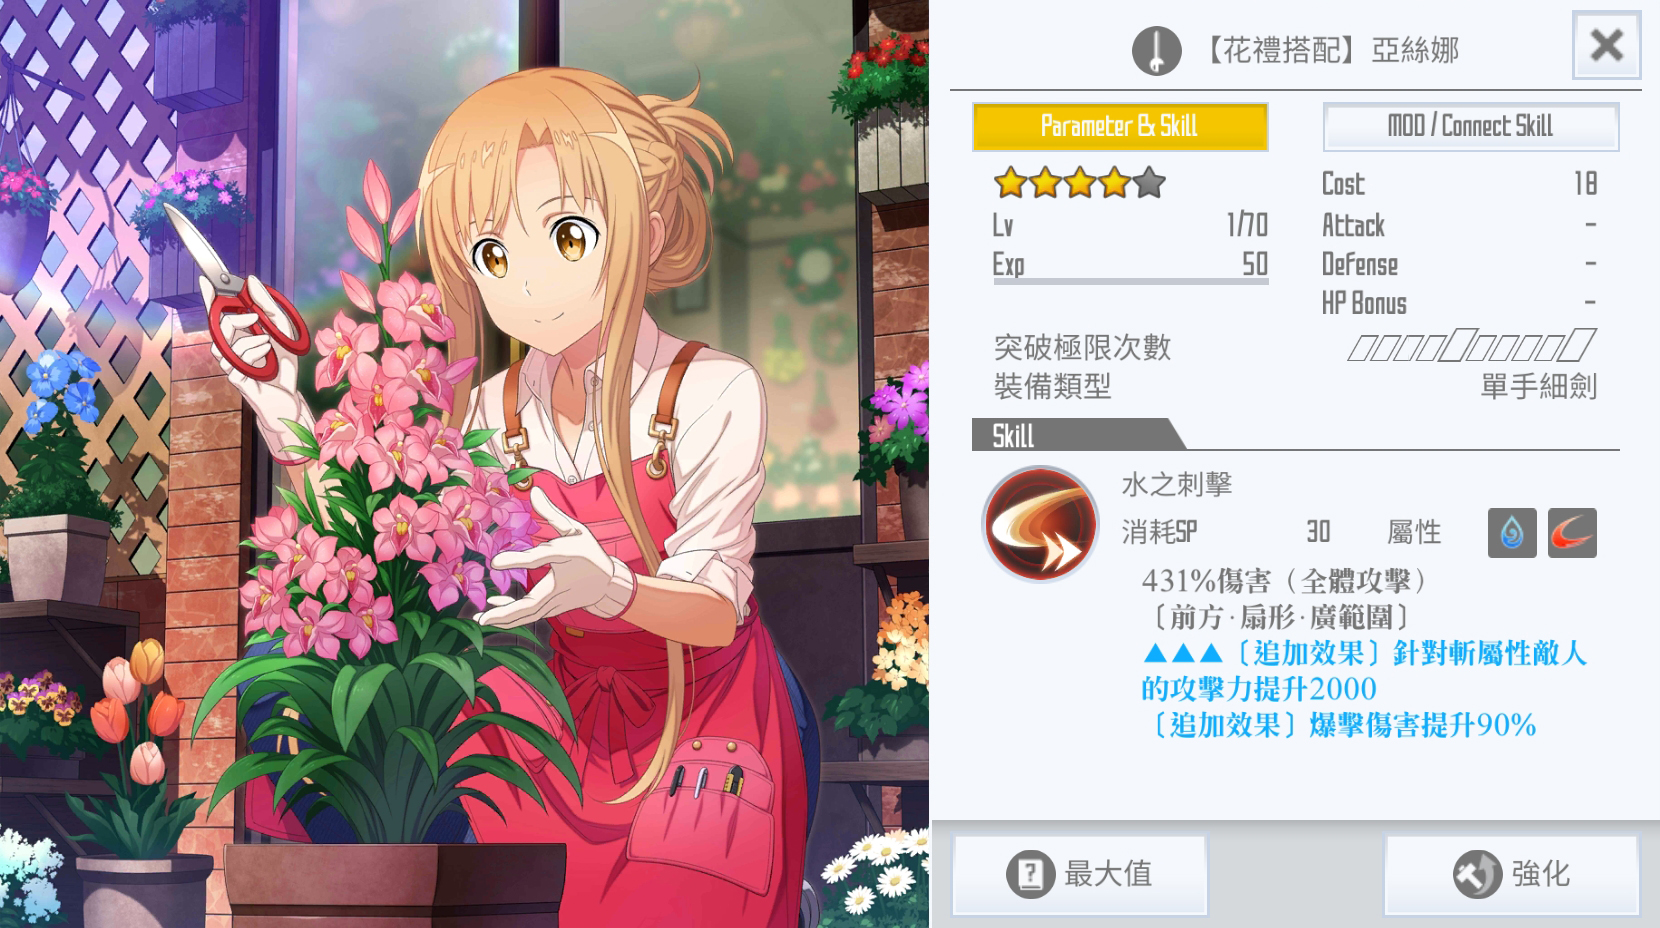 【花禮搭配】亞絲娜
Parameter & Skill
MOD / Connect Skill
Lv 1/70
Exp 50
Cost 18
Attack -
Defense -
HP Bonus -
突破極限次數
裝備類型 單手細劍
Skill
水之刺擊
消耗SP 30 屬性
431%傷害（全體攻擊）
〔前方·扇形·廣範圍〕
▲▲▲〔追加效果〕針對斬屬性敵人
的攻擊力提升2000
〔追加效果〕爆擊傷害提升90%
最大值
強化